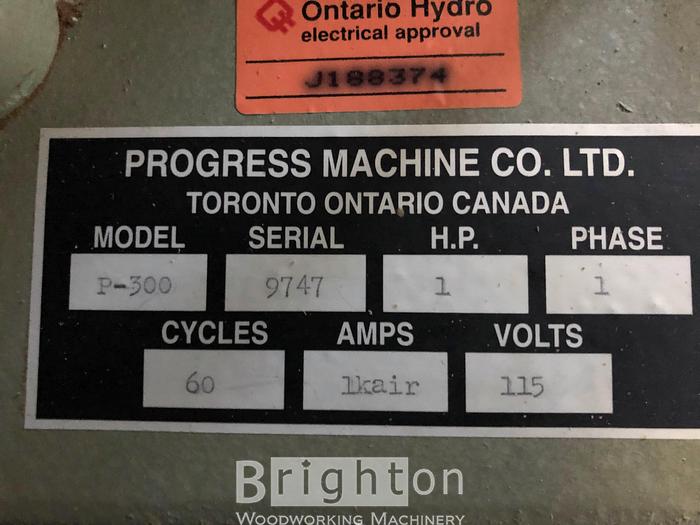 Ontario Hydro
electrical approval
J188374
PROGRESS MACHINE CO. LTD.
TORONTO ONTARIO CANADA
MODEL SERIAL H.P. PHASE
P-300 9747 1 1
CYCLES AMPS VOLTS
60 1kair 115
Brighton
WOODWORKING MACHINERY